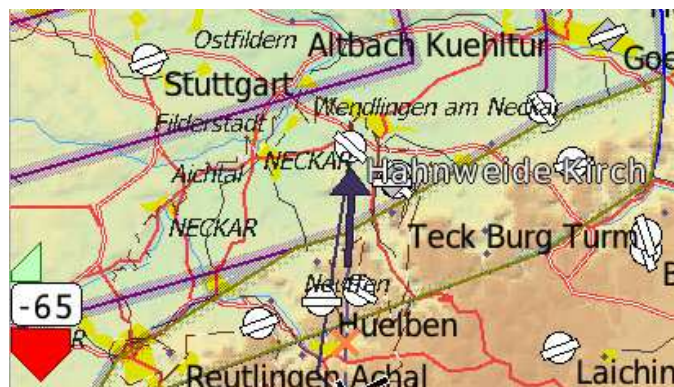 Ostfildern
Altbach Kuehltur
Goe
Stuttgart
Wendlingen am Neckar
Filderstadt
NECKAR
Hahnweide Kirch
Aichtal
NECKAR
Teck Burg Turm
Neuffen
-65
Huelben
Reutlingen Achal
Laichin